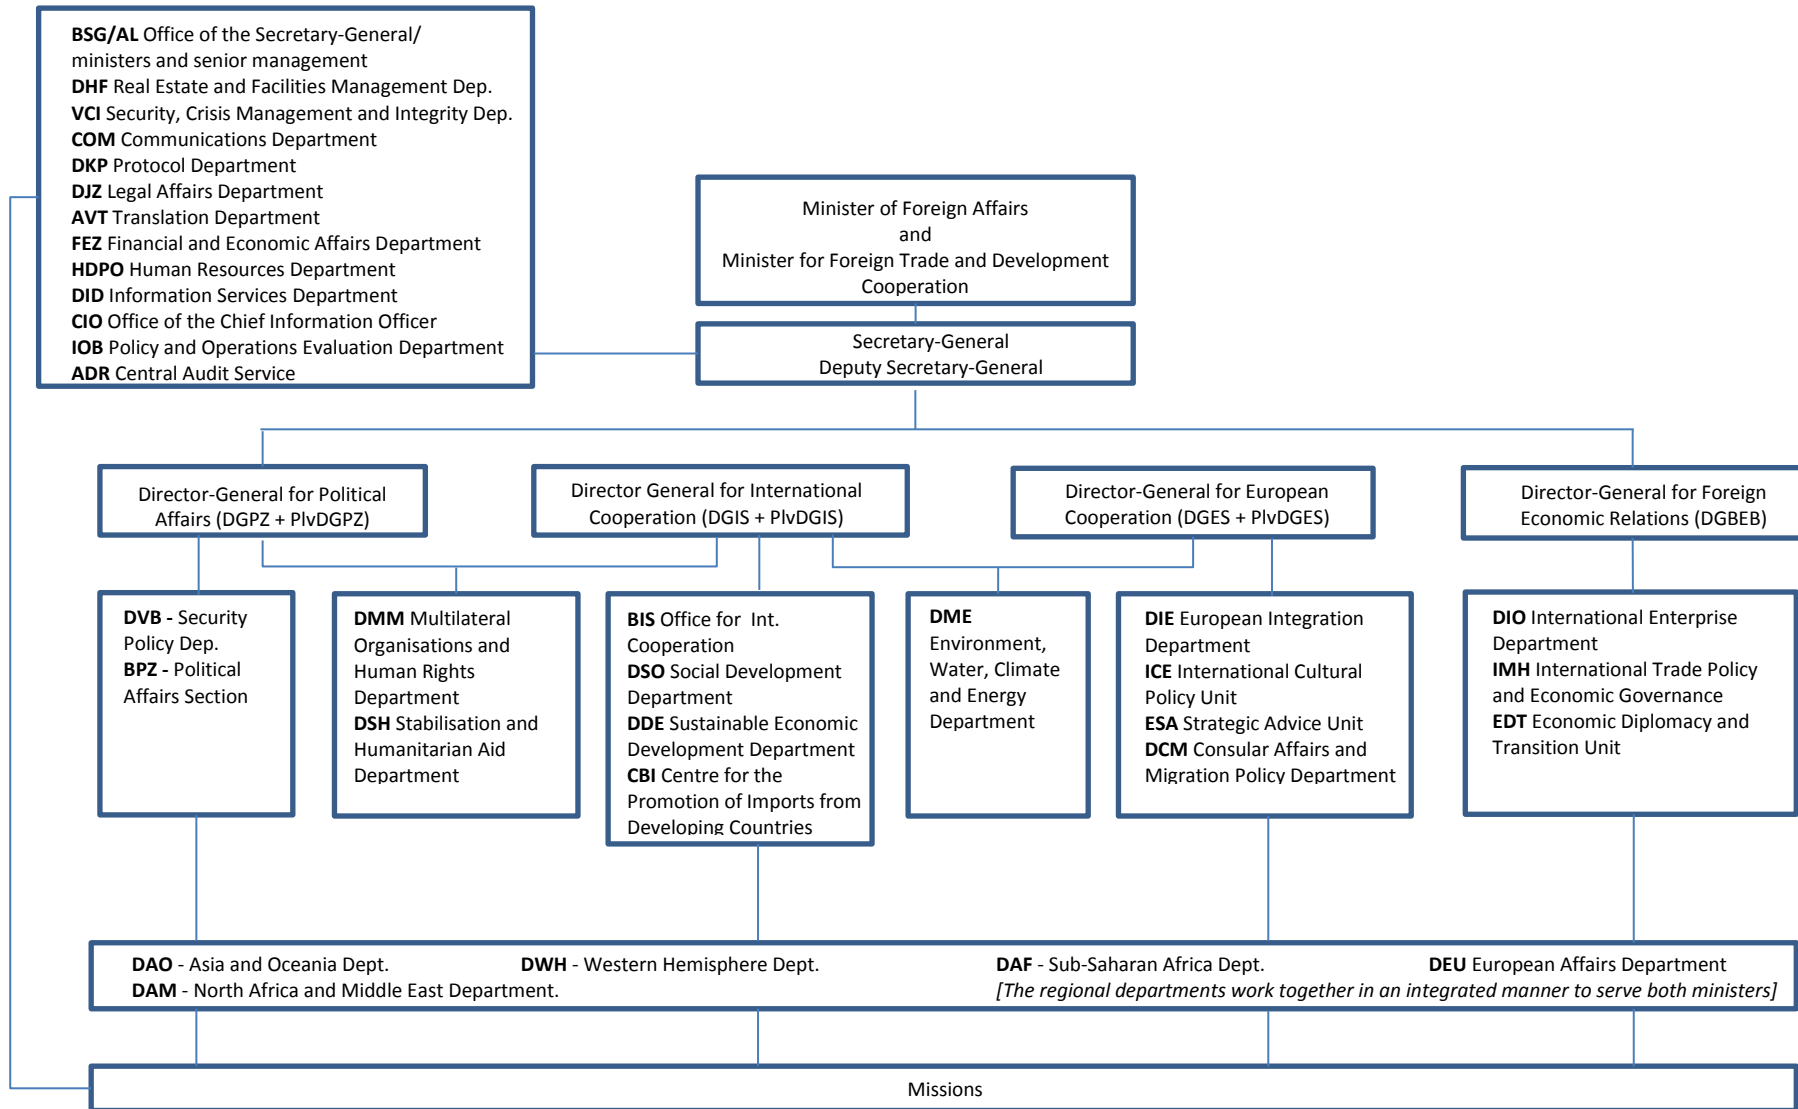 BSG/AL Office of the Secretary-General/
ministers and senior management
DHF Real Estate and Facilities Management Dep.
VCI Security, Crisis Management and Integrity Dep.
COM Communications Department
DKP Protocol Department
DJZ Legal Affairs Department
AVT Translation Department
FEZ Financial and Economic Affairs Department
HDPO Human Resources Department
DID Information Services Department
CIO Office of the Chief Information Officer
IOB Policy and Operations Evaluation Department
ADR Central Audit Service
Minister of Foreign Affairs
and
Minister for Foreign Trade and Development
Cooperation
Secretary-General
Deputy Secretary-General
Director-General for Political
Affairs (DGPZ + PlvDGPZ)
Director General for International
Cooperation (DGIS + PlvDGIS)
Director-General for European
Cooperation (DGES + PlvDGES)
Director-General for Foreign
Economic Relations (DGBEB)
DVB - Security
Policy Dep.
BPZ - Political
Affairs Section
DMM Multilateral
Organisations and
Human Rights
Department
DSH Stabilisation and
Humanitarian Aid
Department
BIS Office for Int.
Cooperation
DSO Social Development
Department
DDE Sustainable Economic
Development Department
CBI Centre for the
Promotion of Imports from
Developing Countries
DME
Environment,
Water, Climate
and Energy
Department
DIE European Integration
Department
ICE International Cultural
Policy Unit
ESA Strategic Advice Unit
DCM Consular Affairs and
Migration Policy Department
DIO International Enterprise
Department
IMH International Trade Policy
and Economic Governance
EDT Economic Diplomacy and
Transition Unit
DAO - Asia and Oceania Dept. DWH - Western Hemisphere Dept. DAF - Sub-Saharan Africa Dept. DEU European Affairs Department
DAM - North Africa and Middle East Department. [The regional departments work together in an integrated manner to serve both ministers]
Missions